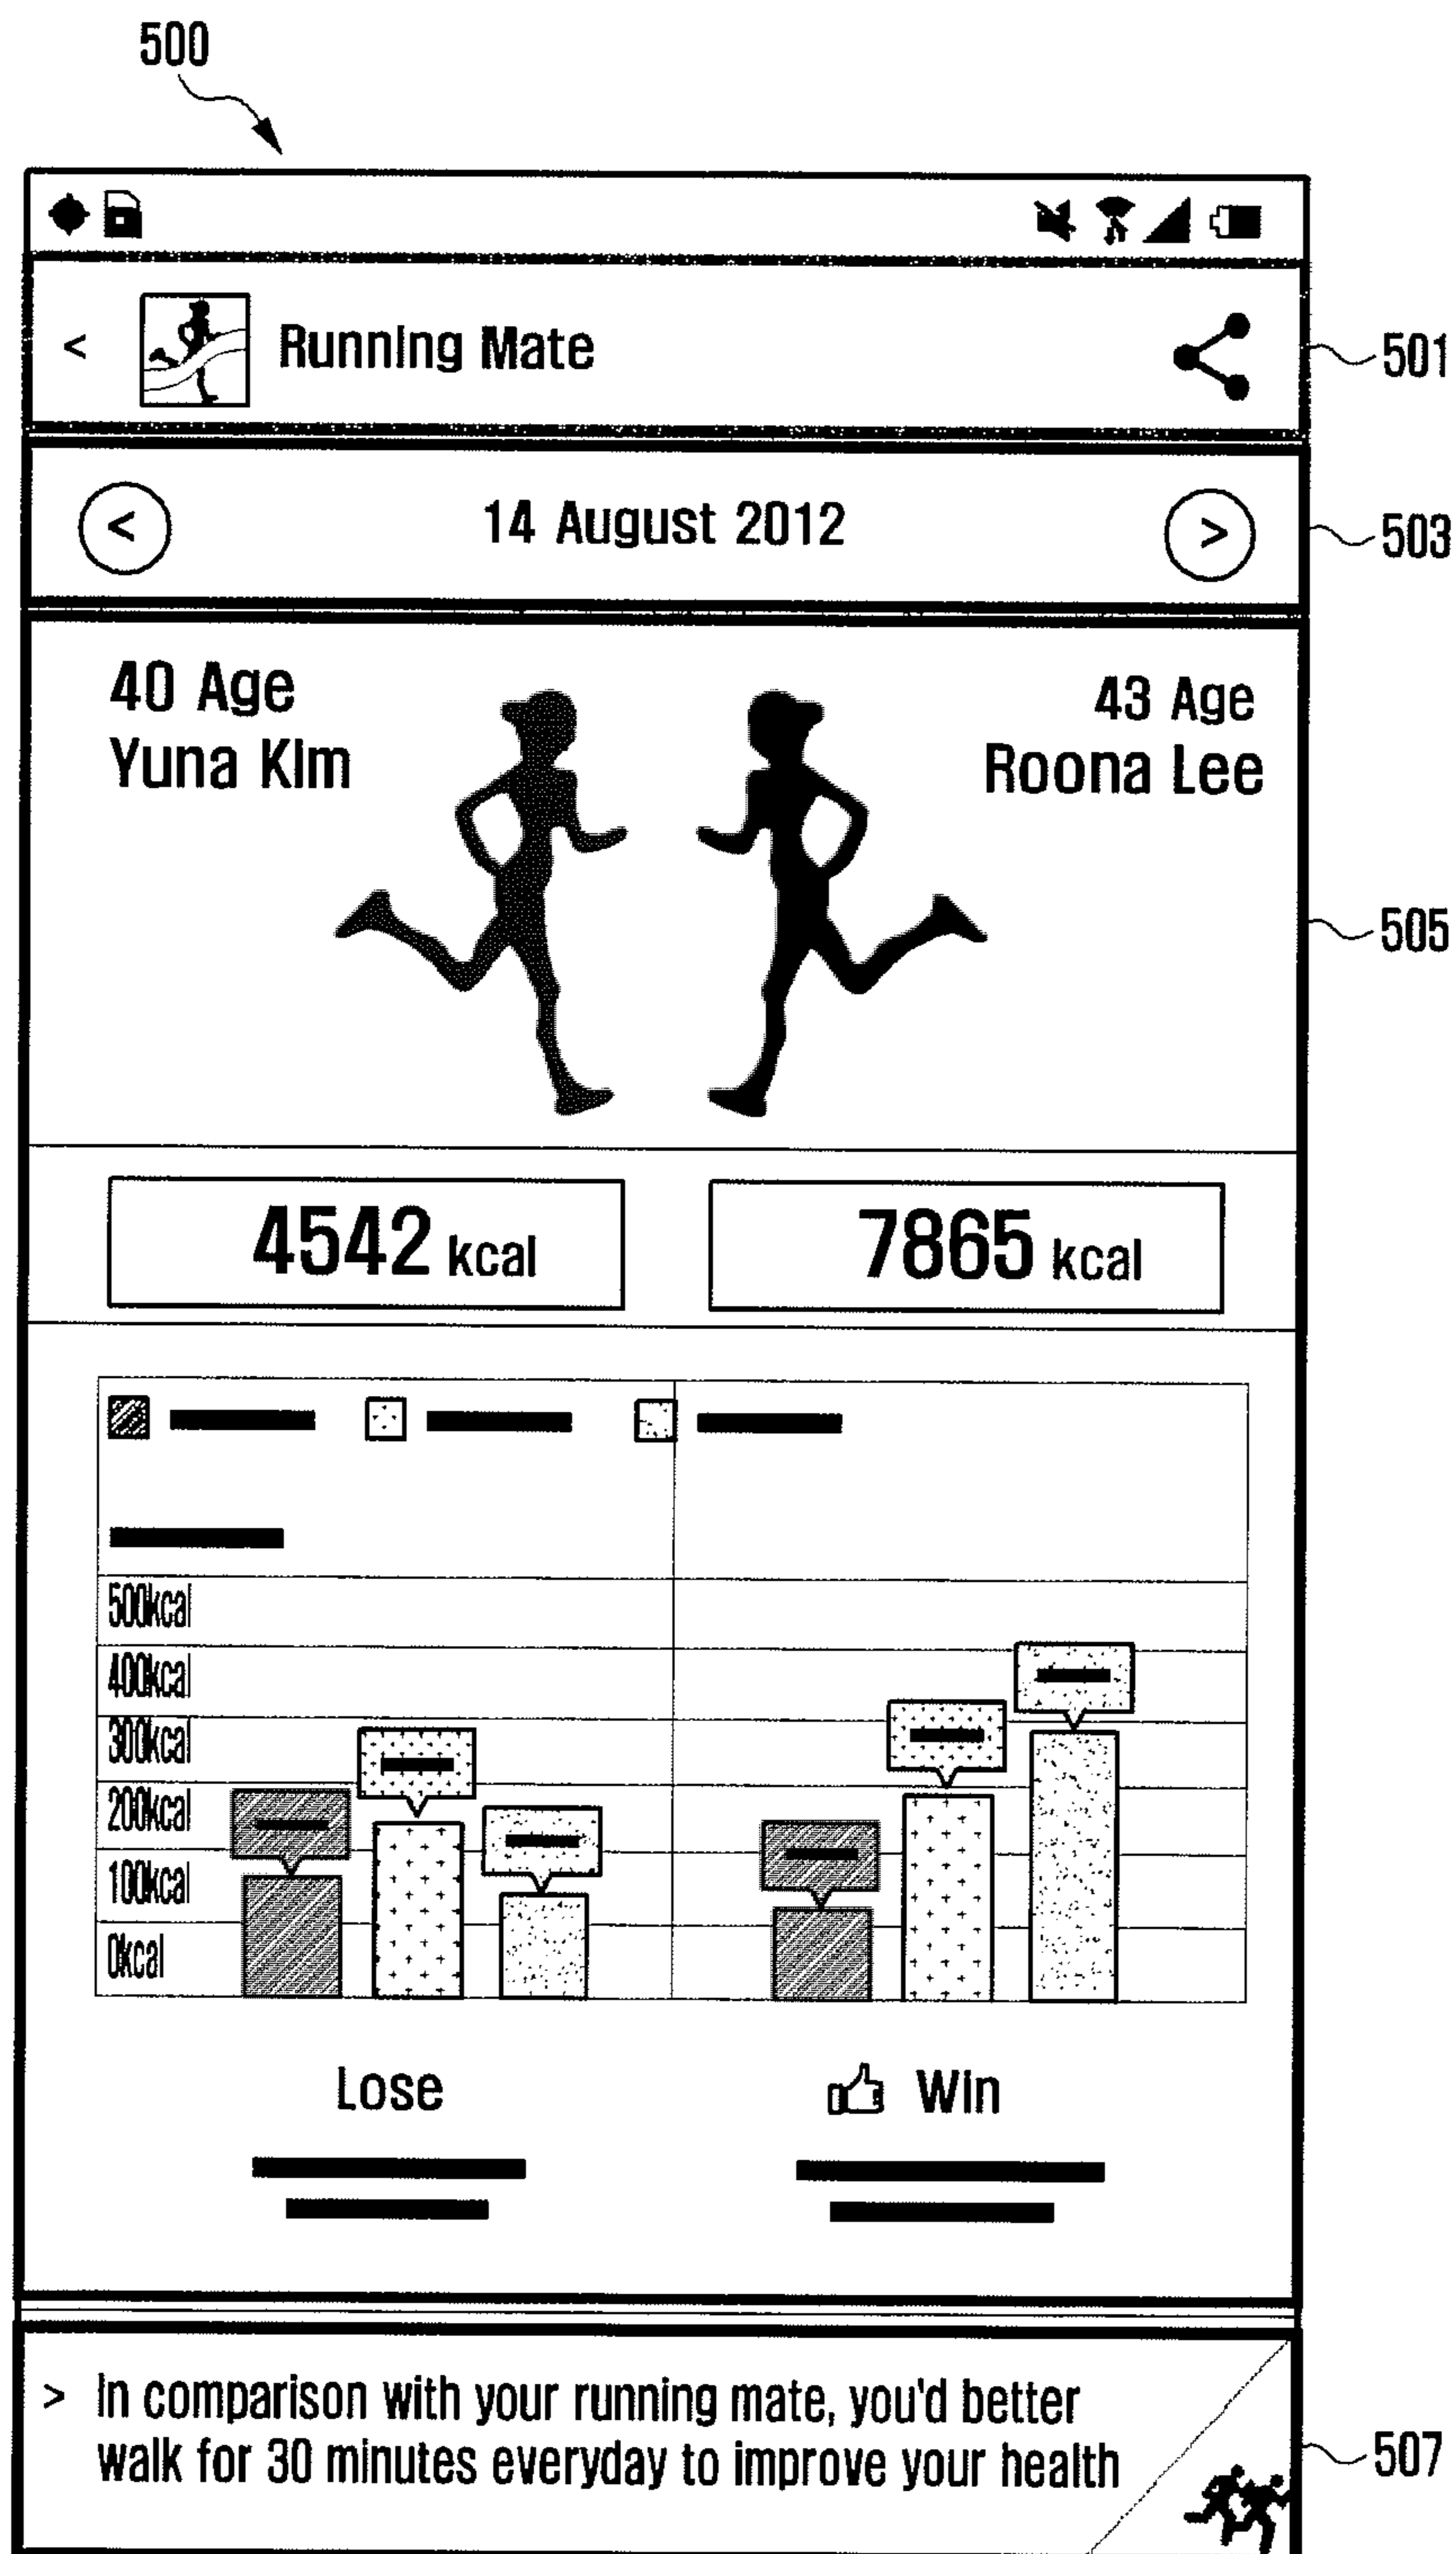 500
< Running Mate
501
< 14 August 2012 >
503
40 Age
Yuna Kim
43 Age
Roona Lee
505
4542 kcal
7865 kcal
500kcal
400kcal
300kcal
200kcal
100kcal
0kcal
Lose
Win
> In comparison with your running mate, you'd better
walk for 30 minutes everyday to improve your health
507